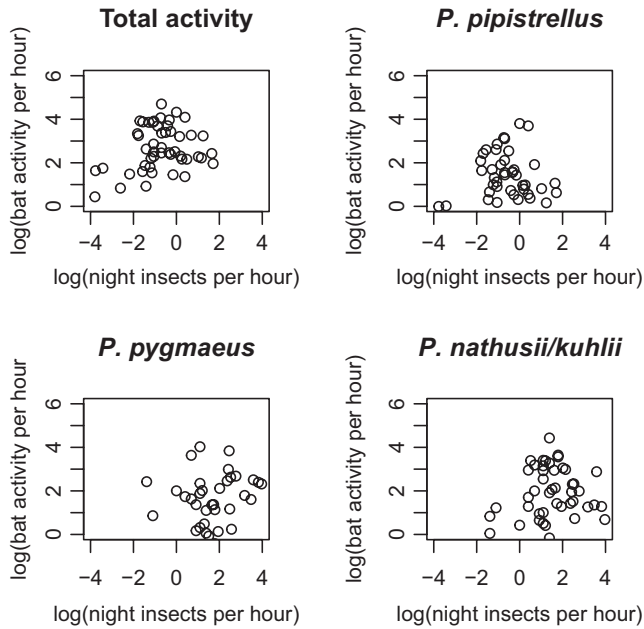 Total activity
P. pipistrellus
log(bat activity per hour)
6
4
2
0
−4 −2 0 2 4
log(night insects per hour)
log(bat activity per hour)
6
4
2
0
−4 −2 0 2 4
log(night insects per hour)
P. pygmaeus
P. nathusii/kuhlii
log(bat activity per hour
6
4
2
0
−4 −2 0 2 4
log(night insects per hour)
log(bat activity per hour)
6
4
2
0
−4 −2 0 2 4
log(night insects per hour)